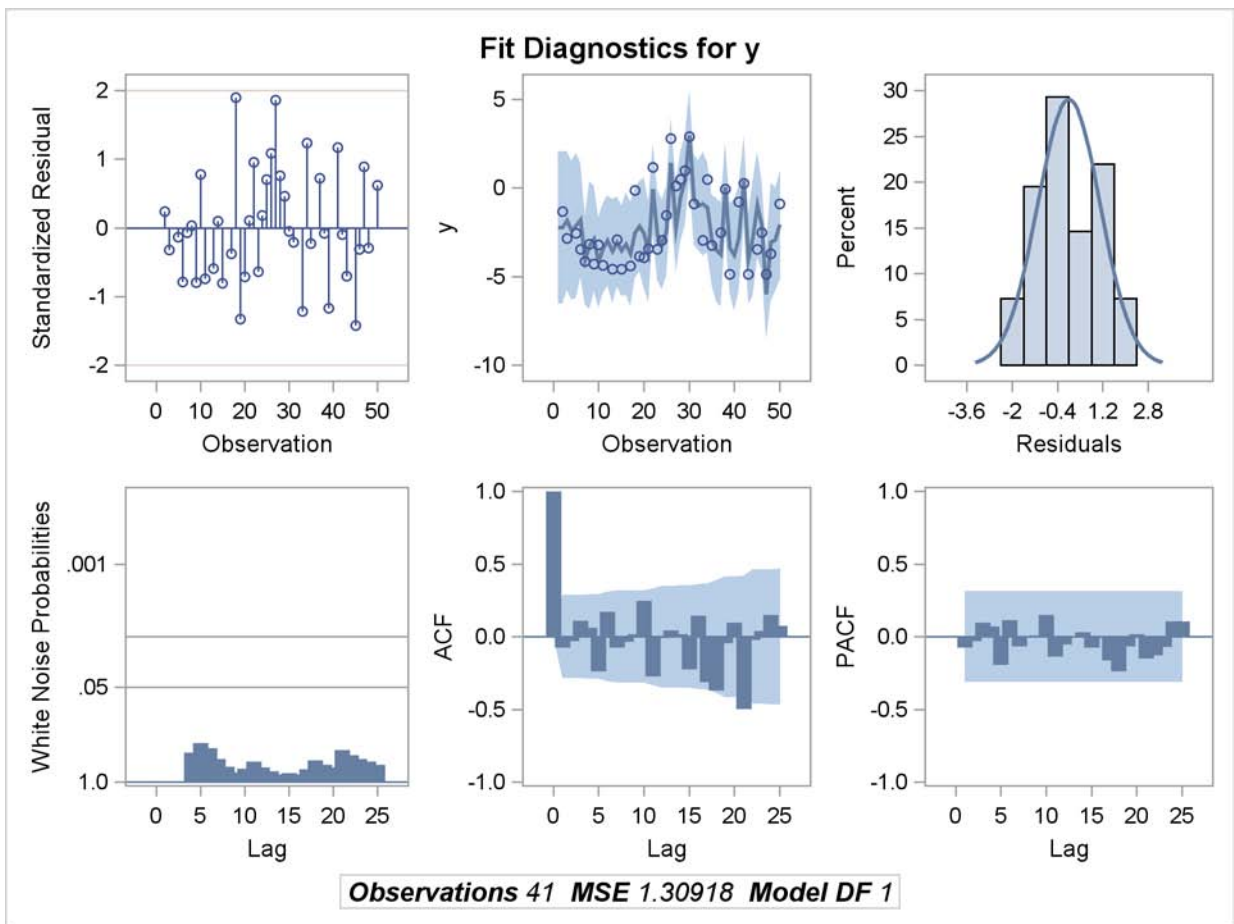 Fit Diagnostics for y
Standardized Residual
2
1
0
-1
-2
0 10 20 30 40 50
Observation
y
5
0
-5
-10
0 10 20 30 40 50
Observation
Percent
30
25
20
15
10
5
0
-3.6 -2 -0.4 1.2 2.8
Residuals
White Noise Probabilities
.001
.05
1.0
0 5 10 15 20 25
Lag
ACF
1.0
0.5
0.0
-0.5
-1.0
0 5 10 15 20 25
Lag
PACF
1.0
0.5
0.0
-0.5
-1.0
0 5 10 15 20 25
Lag
Observations 41 MSE 1.30918 Model DF 1